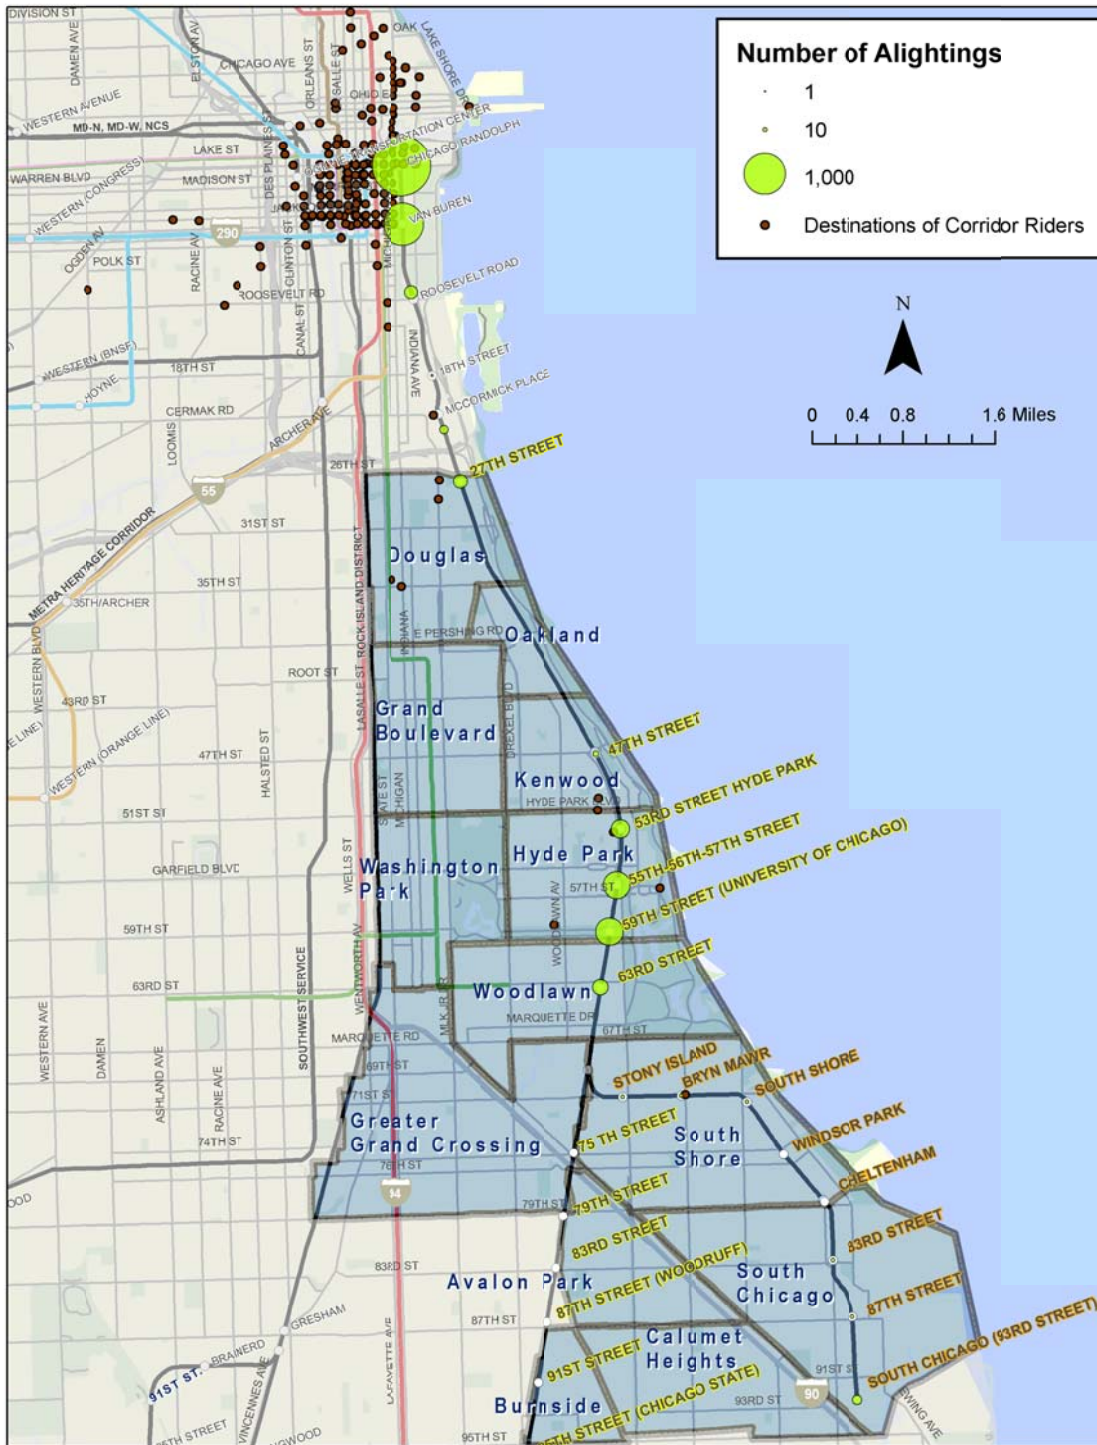 DIVISION ST
DAMEN AVE
ELSTON AV
ORLEANS ST
LASALLE ST
OAK
LAKE SHORE DR
CHICAGO AVE
OHIO E
WESTERN AVENUE
MD-N, MD-W, NCS
LAKE ST
WARREN BLVD
MADISON ST
DES PLAINES ST
TRANSPORTATION CENTER
CHICAGO RANDOLPH
WESTERN (CONGRESS)
VAN BUREN
290
MICHIGAN
OGDEN AV
POLK ST
RACINE AV
CLINTON ST
ROOSEVELT RD
ROOSEVELT ROAD
CANAL ST
INDIANA AVE
WESTERN (BNSF)
18TH ST
18TH STREET
HOYNE
CERMAK RD
ARCHER AVE
MCCORMICK PLACE
LOOMIS
26TH ST
27TH STREET
55
31ST ST
METRA HERITAGE CORRIDOR
Douglas
35TH ST
35TH/ARCHER
LASALLE ST
ROCK ISLAND DISTRICT
INDIANA
E PERSHING RD
Oakland
WESTERN BLVD
ROOT ST
43RD ST
Grand
Boulevard
DREXEL BLVD
E LINE)
WESTERN (ORANGE LINE)
47TH ST
47TH STREET
HALSTED ST
Kenwood
HYDE PARK BLVD
STATE ST
MICHIGAN
51ST ST
53RD STREET HYDE PARK
GARFIELD BLVD
WELLS ST
Washington
Park
Hyde Park
55TH-56TH-57TH STREET
57TH ST
59TH ST
WOODLAWN AV
59TH STREET (UNIVERSITY OF CHICAGO)
WENTWORTH AV
63RD ST
63RD STREET
SOUTHWEST SERVICE
MLK JR DR
Woodlawn
MARQUETTE DR
67TH ST
WESTERN AVE
DAMEN
ASHLAND AVE
RACINE AVE
MARQUETTE RD
69TH ST
71ST ST
STONY ISLAND
BRYN MAWR
SOUTH SHORE
Greater
Grand Crossing
74TH ST
76TH ST
75TH STREET
South
Shore
WINDSOR PARK
OOD
94
79TH ST
79TH STREET
CHELTENHAM
83RD ST
83RD STREET
83RD STREET
Avalon Park
South
Chicago
87TH ST
87TH STREET (WOODRUFF)
87TH STREET
GRESHAM
BRAINERD
91ST ST.
LAFAYETTE AVE
Calumet
Heights
91ST STREET
91ST S
SOUTH CHICAGO (93RD STREET)
90
Burnside
93RD ST
EWING AV
VINCENNES AVE
95TH STREET
NGWOOD
95TH ST
95TH STREET (CHICAGO STATE)
Number of Alightings
1
10
1,000
Destinations of Corridor Riders
N
0 0.4 0.8 1.6 Miles